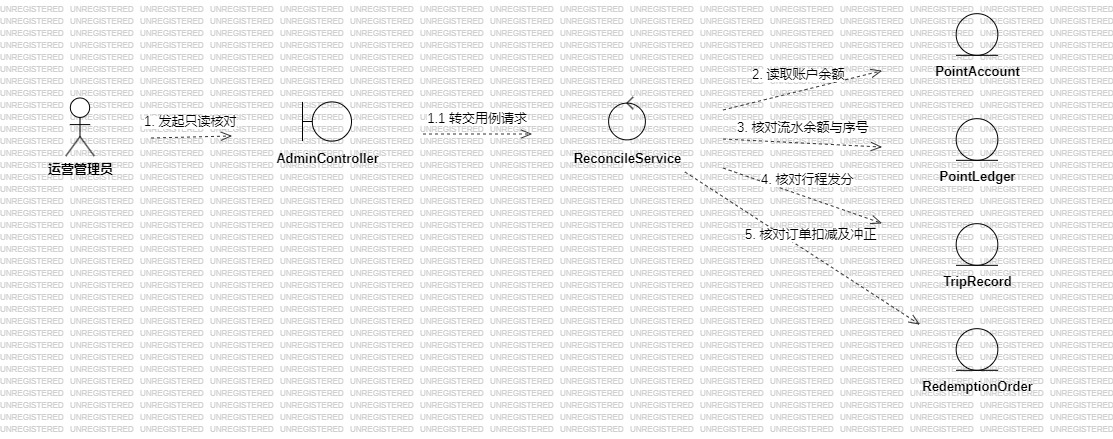 PointAccount
2. 读取账户余额
1. 发起只读核对
1.1 转交用例请求
3. 核对流水余额与序号
运营管理员
AdminController
ReconcileService
PointLedger
4. 核对行程发分
5. 核对订单扣减及冲正
TripRecord
RedemptionOrder
UNREGISTERED